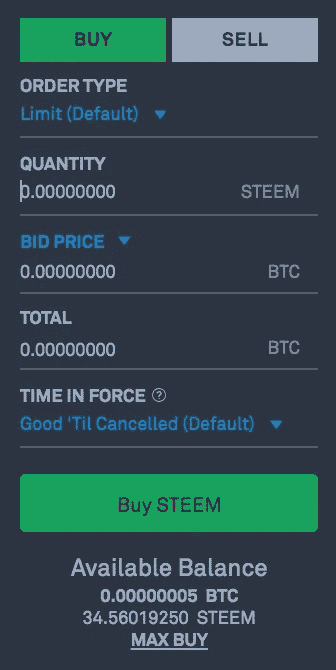 BUY SELL
ORDER TYPE
Limit (Default)
QUANTITY
0.00000000 STEEM
BID PRICE
0.00000000 BTC
TOTAL
0.00000000 BTC
TIME IN FORCE ?
Good 'Til Cancelled (Default)
Buy STEEM
Available Balance
0.00000005 BTC
34.56019250 STEEM
MAX BUY